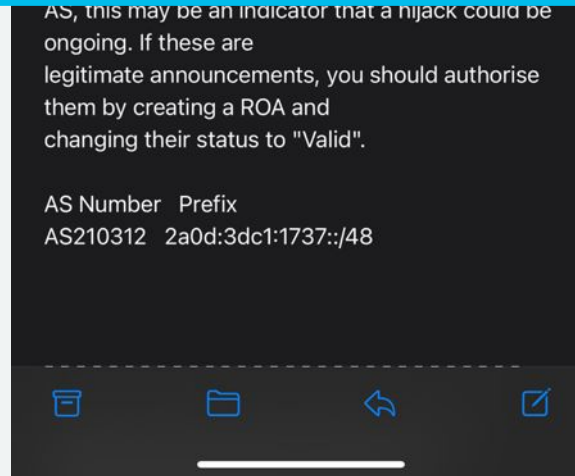 AS, this may be an indicator that a hijack could be
ongoing. If these are
legitimate announcements, you should authorise
them by creating a ROA and
changing their status to "Valid".
AS Number Prefix
AS210312 2a0d:3dc1:1737::/48